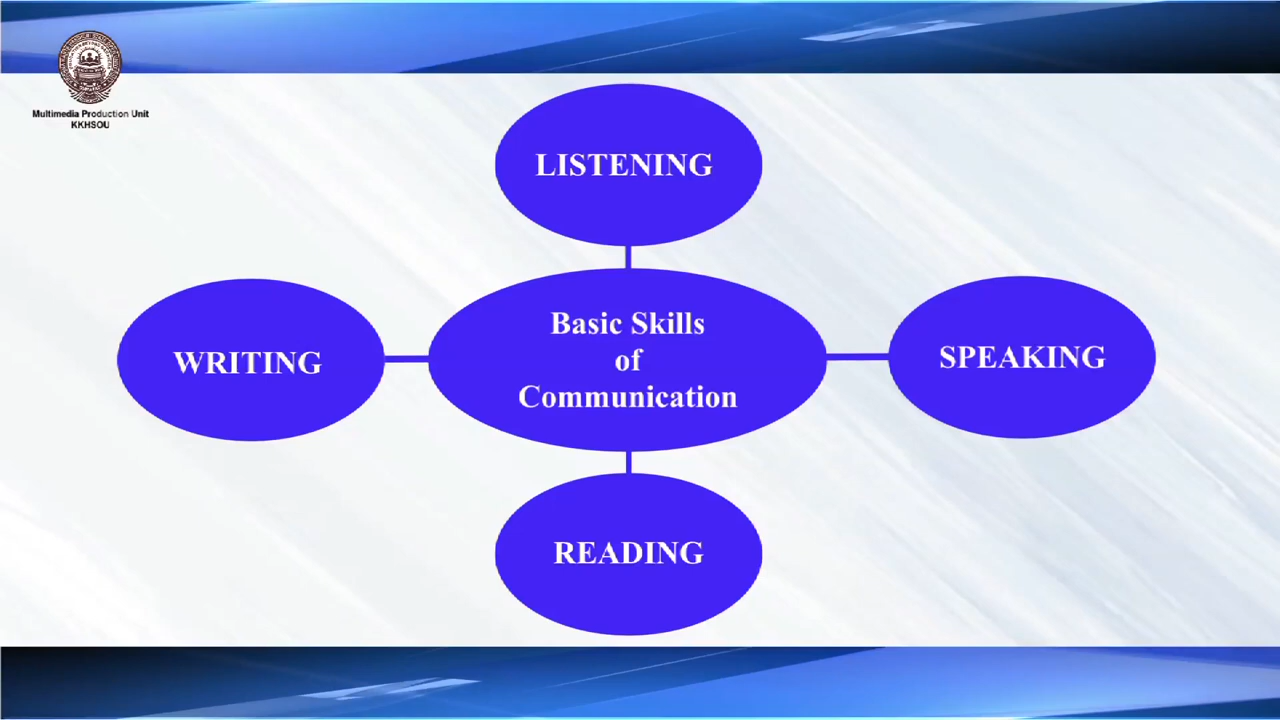 Multimedia Production Unit
KKHSOU
LISTENING
WRITING
Basic Skills
of
Communication
SPEAKING
READING